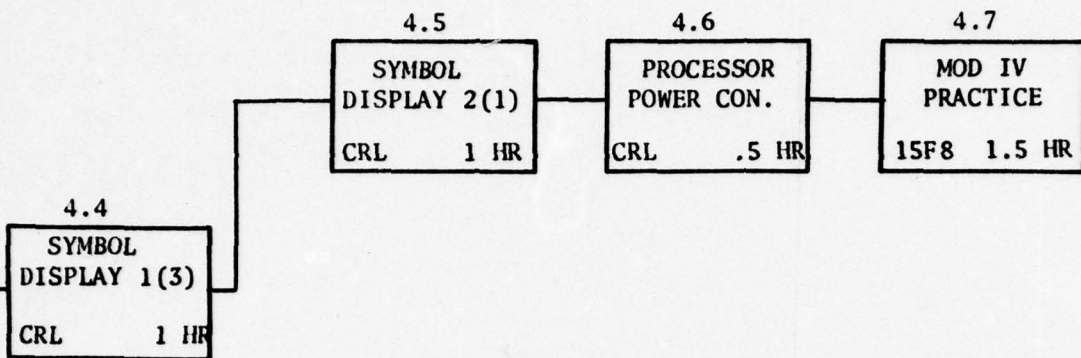 4.5
SYMBOL
DISPLAY 2(1)
CRL 1 HR
4.6
PROCESSOR
POWER CON.
CRL .5 HR
4.7
MOD IV
PRACTICE
15F8 1.5 HR
4.4
SYMBOL
DISPLAY 1(3)
CRL 1 HR